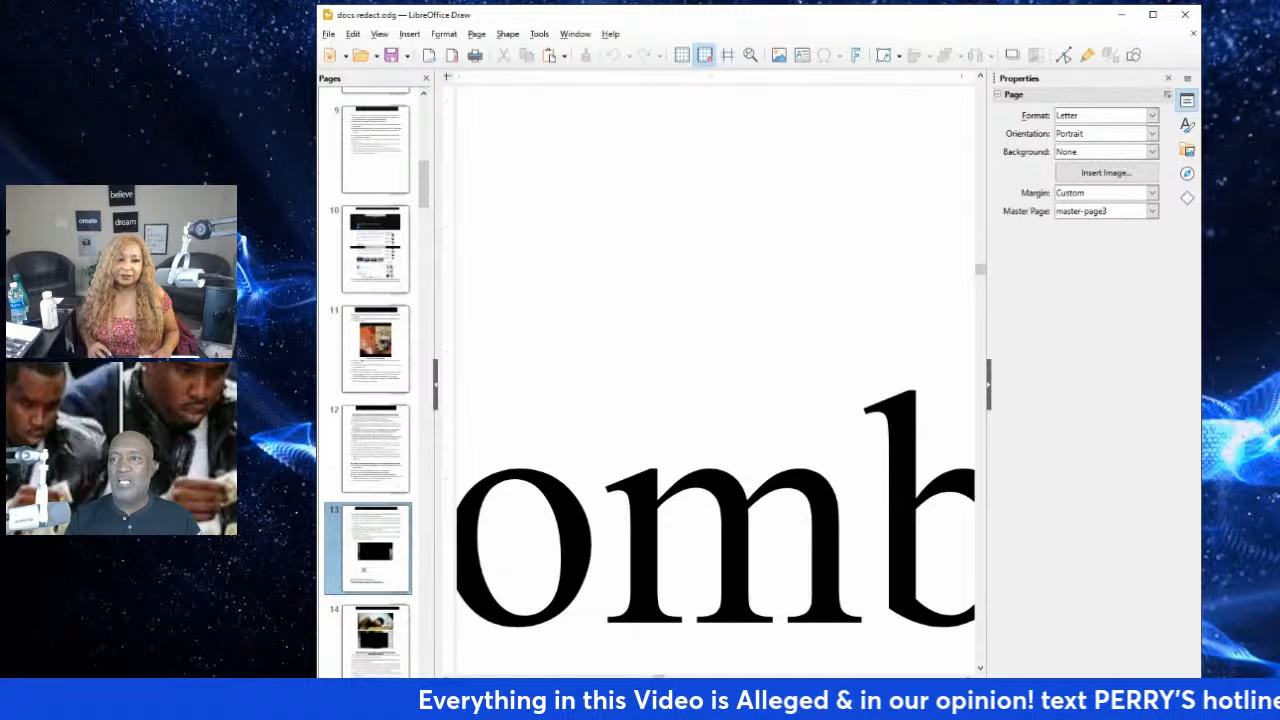 docs redact.odg — LibreOffice Draw
File Edit View Insert Format Page Shape Tools Window Help
Pages
9
10
11
12
13
14
omb
Properties
Page
Format: Letter
Orientation: Portrait
Background: None
Insert Image...
Margin: Custom
Master Page: master-page3
believe
create
dream
Everything in this Video is Alleged & in our opinion! text PERRY'S hotline